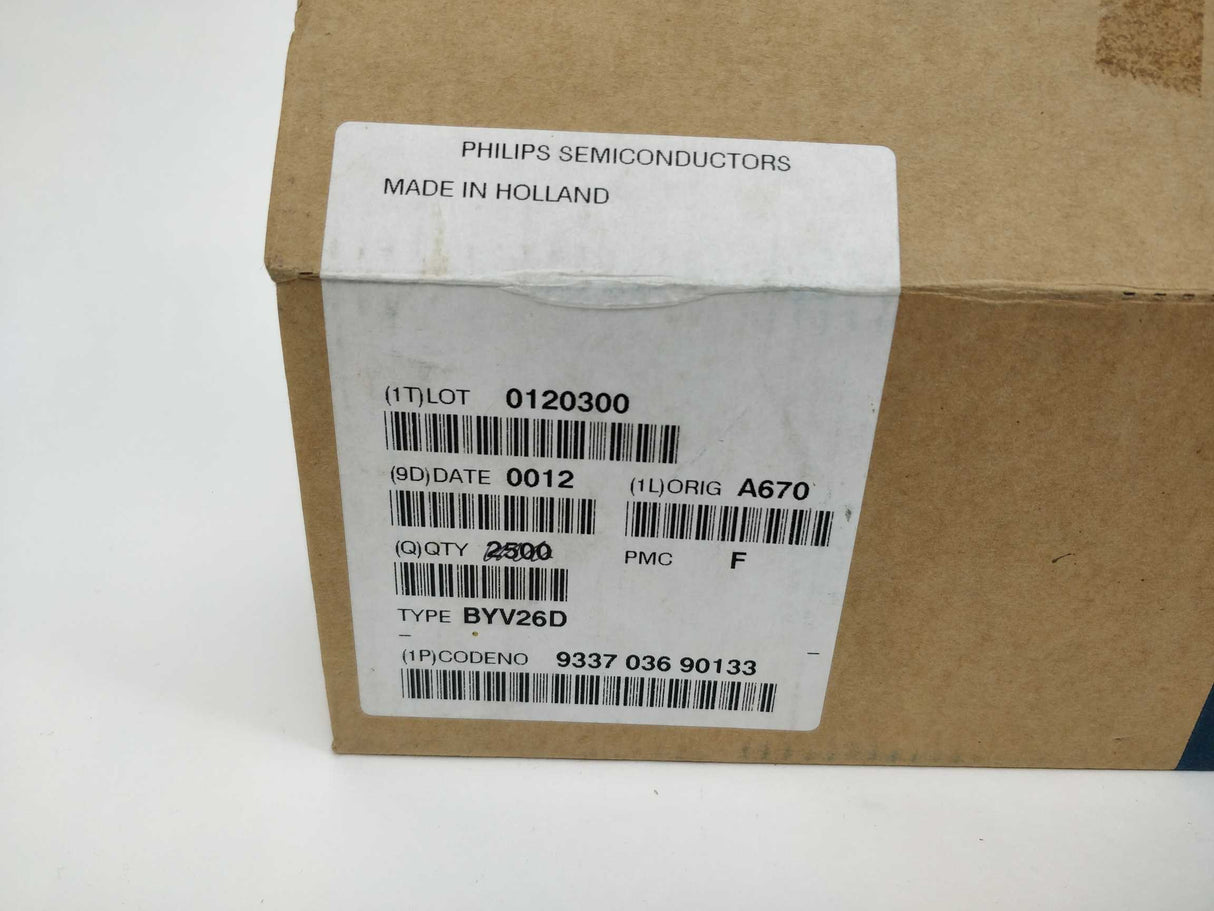 PHILIPS SEMICONDUCTORS
MADE IN HOLLAND
(1T)LOT 0120300
(9D)DATE 0012 (1L)ORIG A670
(Q)QTY 2500 PMC F
TYPE BYV26D
(1P)CODENO 9337 036 90133